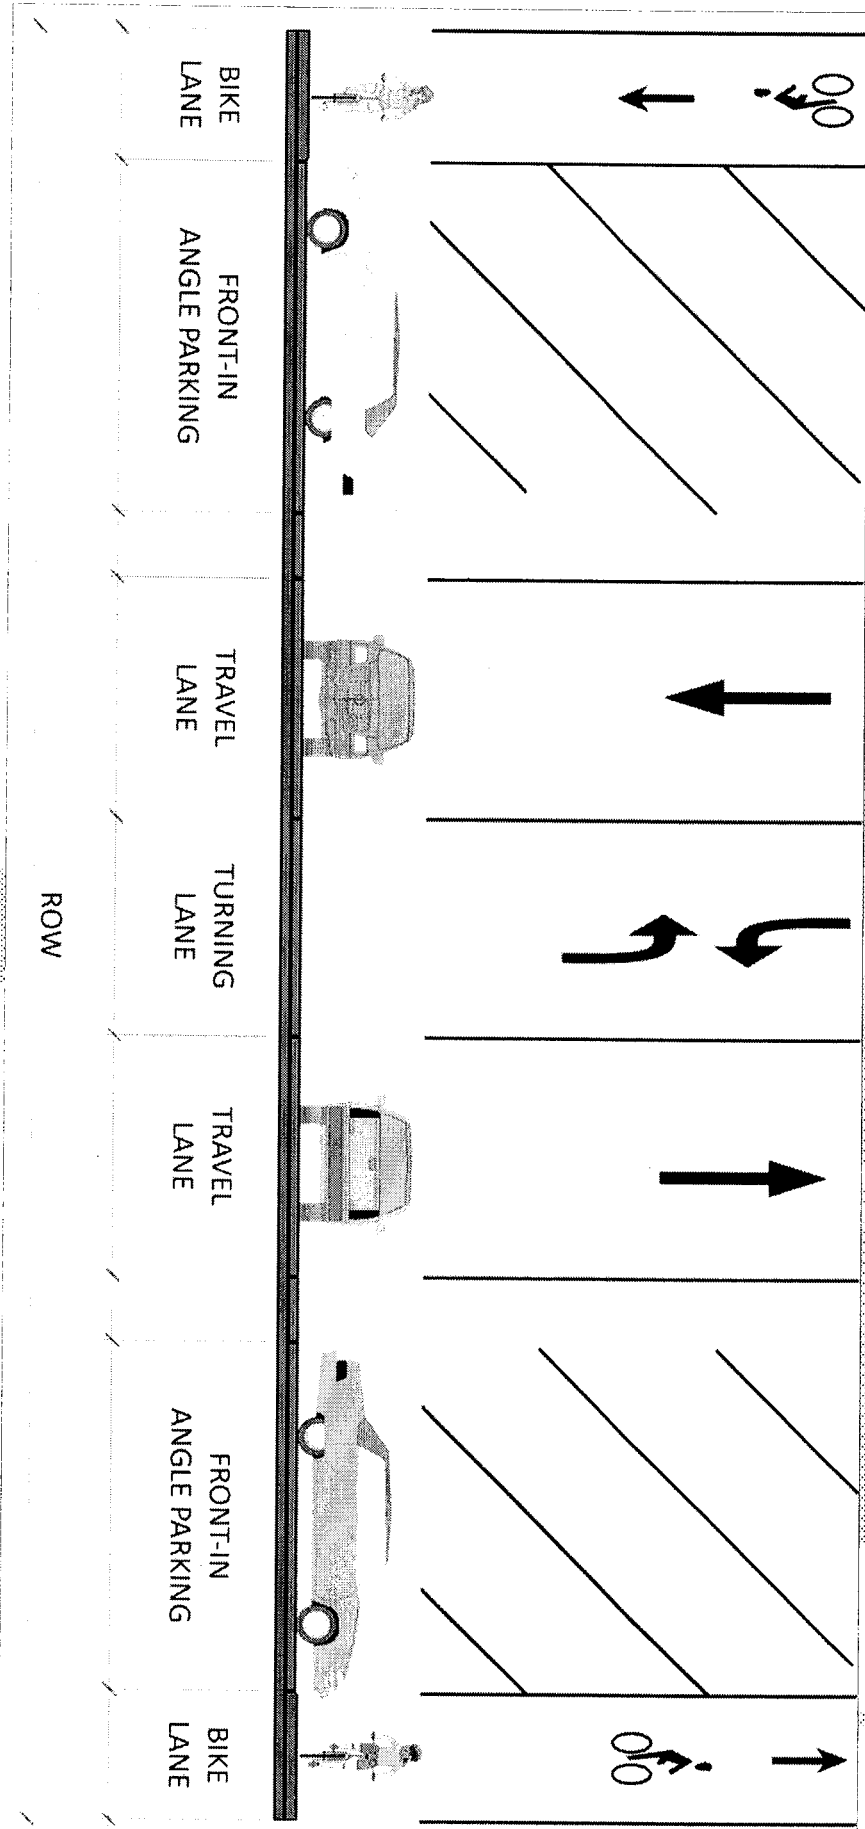 BIKE
LANE
FRONT-IN
ANGLE PARKING
TRAVEL
LANE
TURNING
LANE
TRAVEL
LANE
FRONT-IN
ANGLE PARKING
BIKE
LANE
ROW